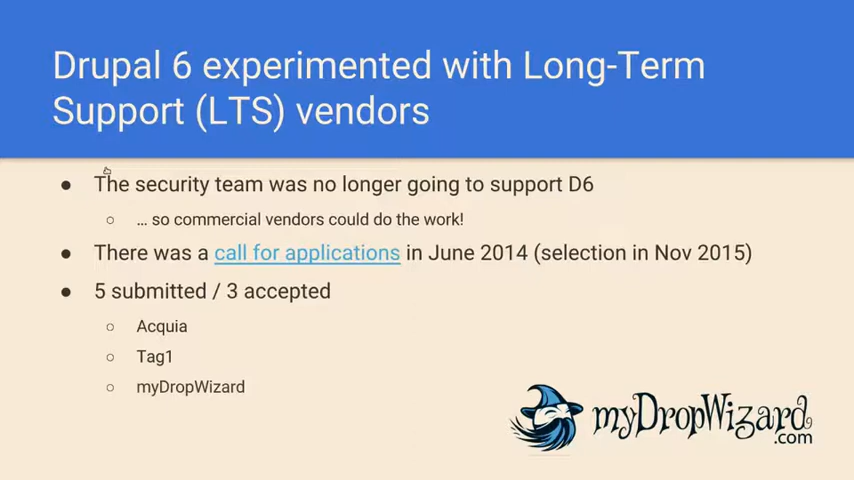 Drupal 6 experimented with Long-Term
Support (LTS) vendors
● The security team was no longer going to support D6
○ … so commercial vendors could do the work!
● There was a call for applications in June 2014 (selection in Nov 2015)
● 5 submitted / 3 accepted
○ Acquia
○ Tag1
○ myDropWizard
myDropWizard
.com